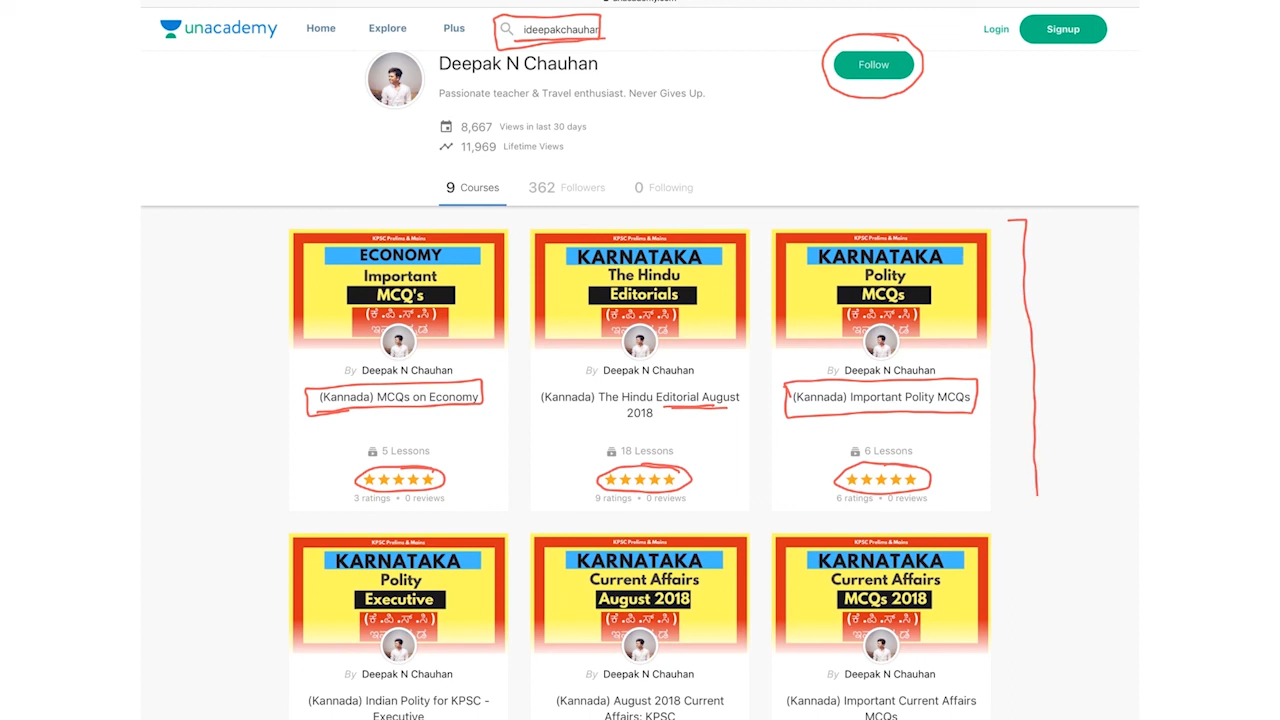 unacademy
Home
Explore
Plus
ideepakchauhan
Login
Signup
Deepak N Chauhan
Follow
Passionate teacher & Travel enthusiast. Never Gives Up.
8,667 Views in last 30 days
11,969 Lifetime Views
9 Courses
362 Followers
0 Following
KPSC Prelims & Mains
ECONOMY
Important
MCQ's
(ಕೆ.ಪಿ.ಎಸ್.ಸಿ)
By Deepak N Chauhan
(Kannada) MCQs on Economy
5 Lessons
3 ratings • 0 reviews
KPSC Prelims & Mains
KARNATAKA
The Hindu
Editorials
(ಕೆ.ಪಿ.ಎಸ್.ಸಿ)
By Deepak N Chauhan
(Kannada) The Hindu Editorial August
2018
18 Lessons
9 ratings • 0 reviews
KPSC Prelims & Mains
KARNATAKA
Polity
MCQs
(ಕೆ.ಪಿ.ಎಸ್.ಸಿ)
By Deepak N Chauhan
(Kannada) Important Polity MCQs
6 Lessons
6 ratings • 0 reviews
KPSC Prelims & Mains
KARNATAKA
Polity
Executive
(ಕೆ.ಪಿ.ಎಸ್.ಸಿ)
By Deepak N Chauhan
(Kannada) Indian Polity for KPSC -
Executive
KPSC Prelims & Mains
KARNATAKA
Current Affairs
August 2018
(ಕೆ.ಪಿ.ಎಸ್.ಸಿ)
By Deepak N Chauhan
(Kannada) August 2018 Current
Affairs: KPSC
KPSC Prelims & Mains
KARNATAKA
Current Affairs
MCQs 2018
(ಕೆ.ಪಿ.ಎಸ್.ಸಿ)
By Deepak N Chauhan
(Kannada) Important Current Affairs
MCQs